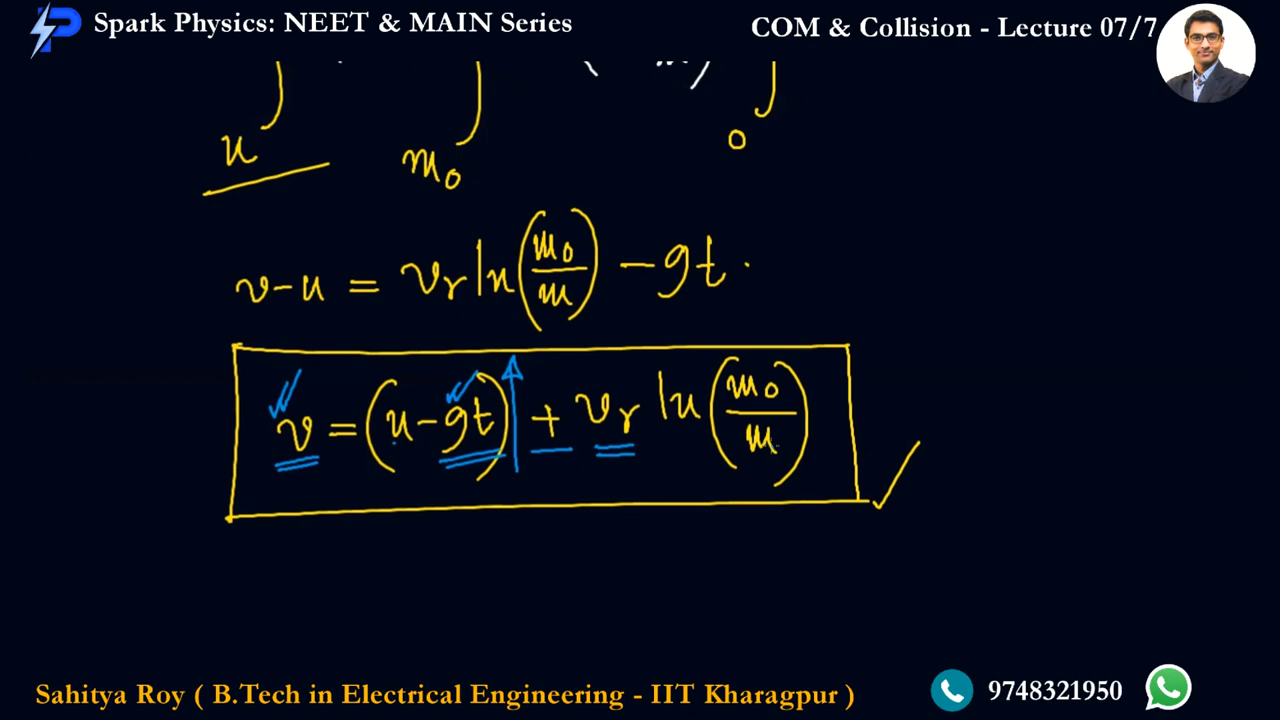 Spark Physics: NEET & MAIN Series
COM & Collision - Lecture 07/7
u m₀ 0
v-u = vᵣ ln(m₀/m) - gt.
v = (u-gt) + vᵣ ln(m₀/m)
Sahitya Roy ( B.Tech in Electrical Engineering - IIT Kharagpur )
9748321950